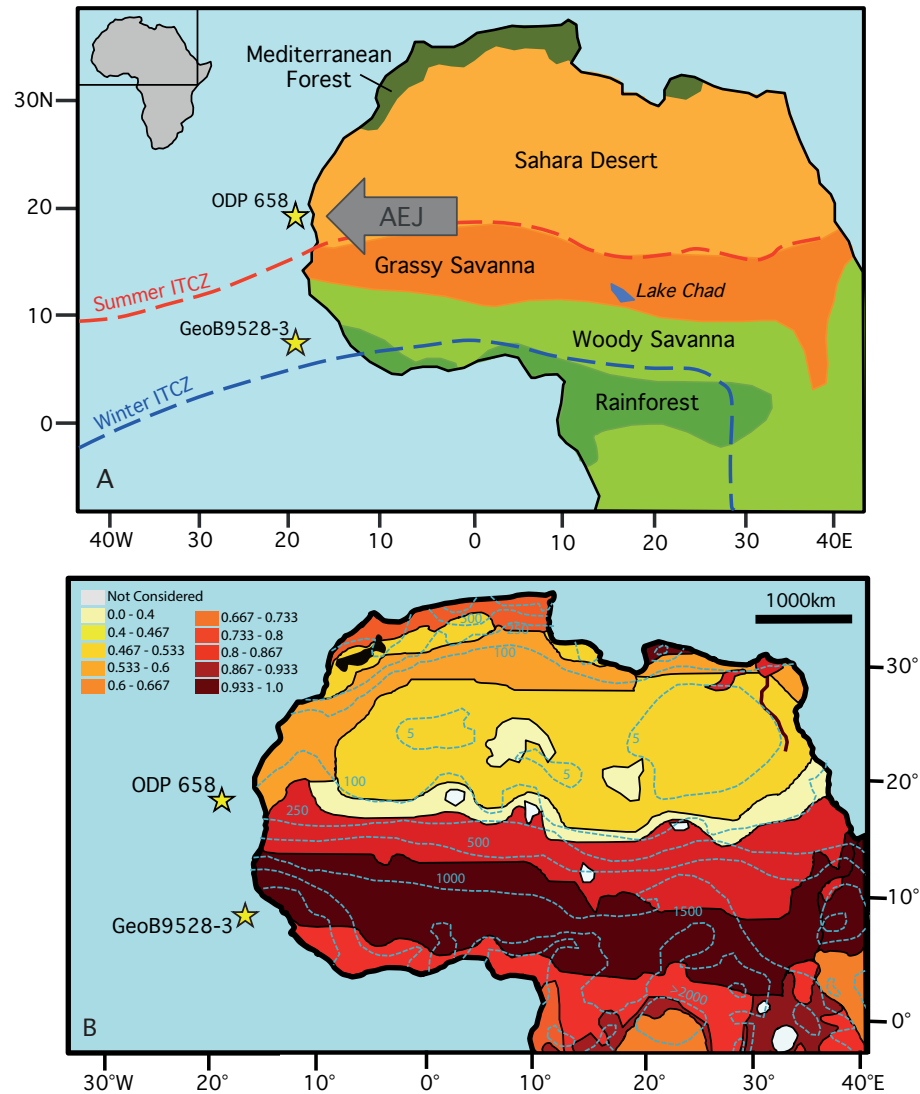 Mediterranean
Forest
30N
Sahara Desert
ODP 658
20
AEJ
Grassy Savanna
Summer ITCZ
Lake Chad
10
GeoB9528-3
Woody Savanna
Winter ITCZ
Rainforest
0
A
40W 30 20 10 0 10 20 30 40E
Not Considered
0.0 - 0.4
0.4 - 0.467
0.467 - 0.533
0.533 - 0.6
0.6 - 0.667
0.667 - 0.733
0.733 - 0.8
0.8 - 0.867
0.867 - 0.933
0.933 - 1.0
1000km
500
250
100
30°
5
5
5
ODP 658
100
20°
250
500
1000
10°
GeoB9528-3
1500
>2000
0°
B
30°W 20° 10° 0° 10° 20° 30° 40°E